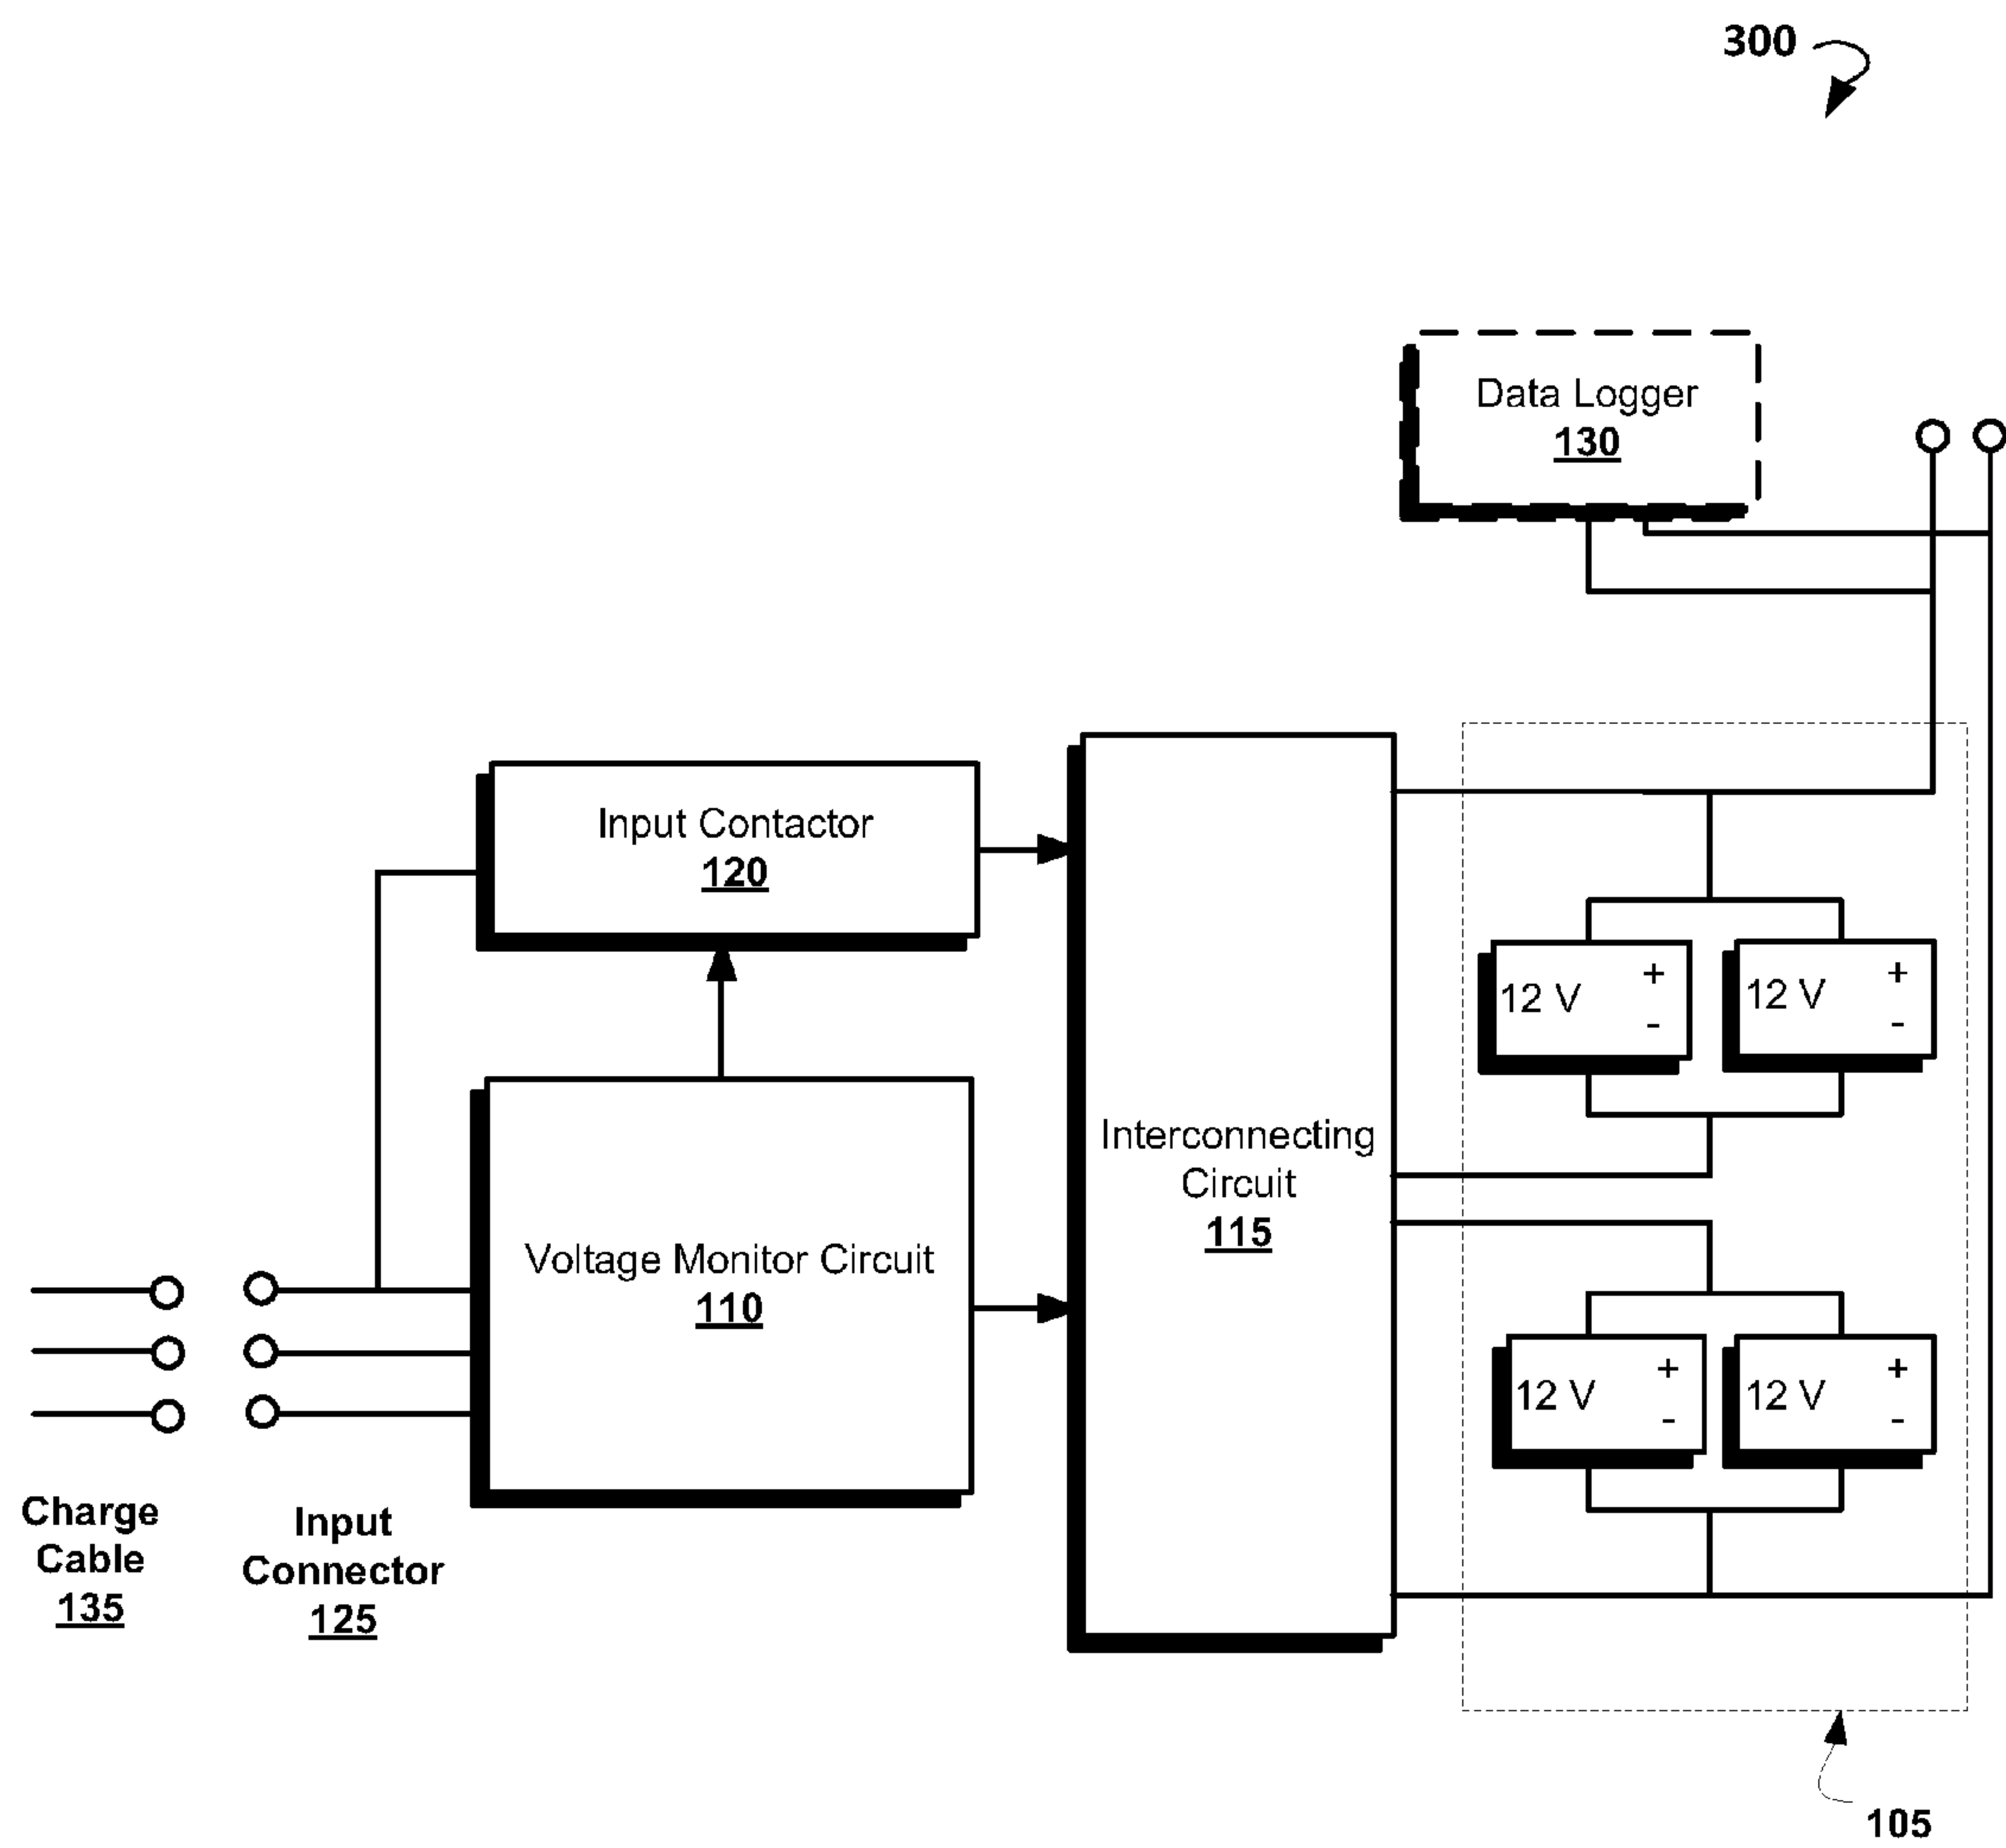 300
Data Logger
130
Input Contactor
120
+
12 V
-
+
12 V
-
Interconnecting
Circuit
115
Voltage Monitor Circuit
110
+
12 V
-
+
12 V
-
Charge
Cable
135
Input
Connector
125
105